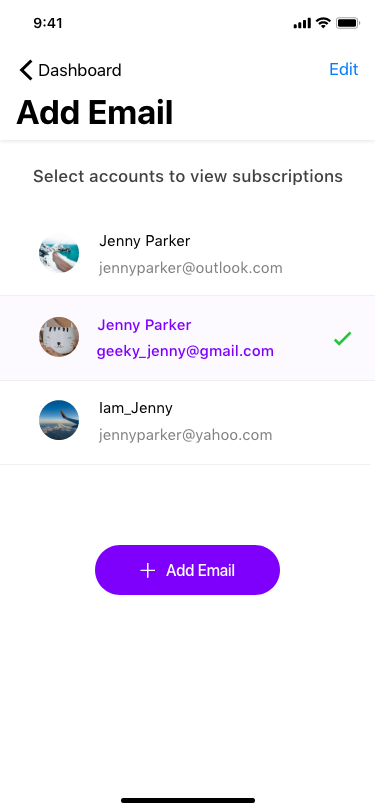 9:41
Dashboard
Edit
Add Email
Select accounts to view subscriptions
Jenny Parker
jennyparker@outlook.com
Jenny Parker
geeky_jenny@gmail.com
Iam_Jenny
jennyparker@yahoo.com
Add Email